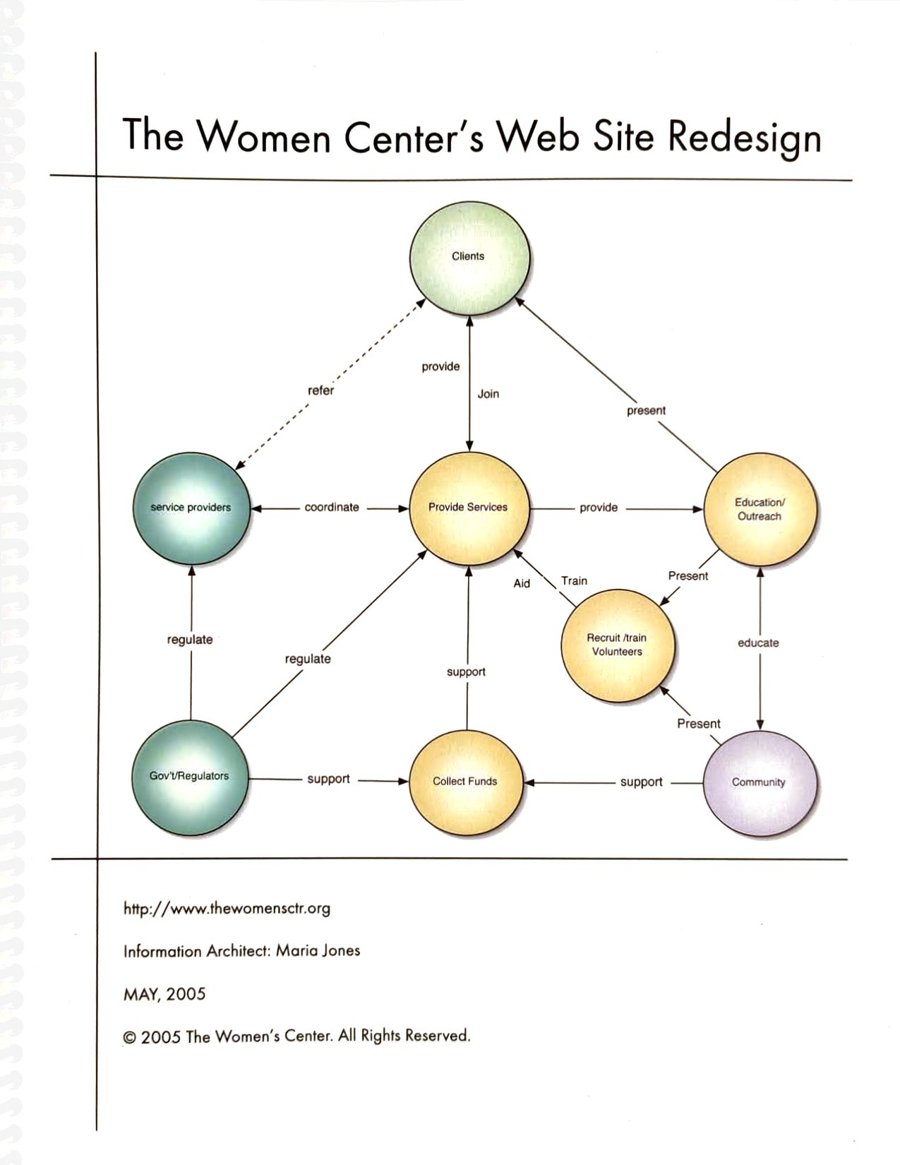 The Women Center's Web Site Redesign
Clients
provide
refer
Join
present
service providers
coordinate
Provide Services
provide
Education/
Outreach
Aid
Train
Present
regulate
regulate
Recruit /train
Volunteers
educate
support
Present
Gov't/Regulators
support
Collect Funds
support
Community
http://www.thewomensctr.org
Information Architect: Maria Jones
MAY, 2005
© 2005 The Women's Center. All Rights Reserved.